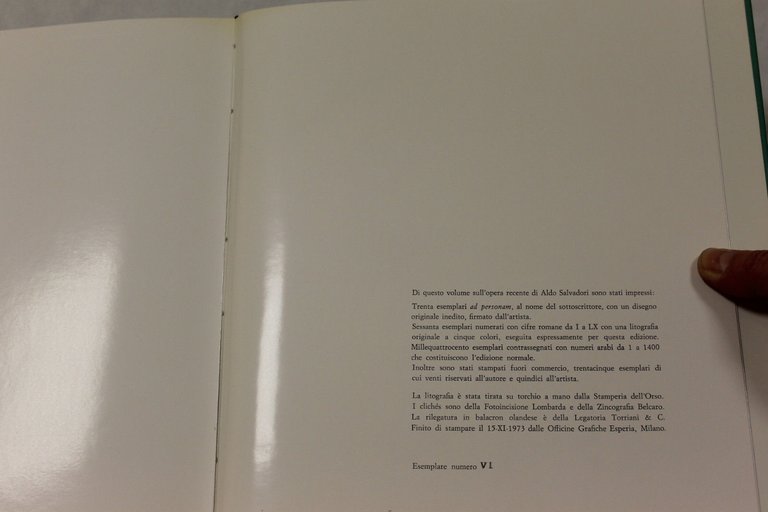 Di questo volume sull'opera recente di Aldo Salvadori sono stati impressi:
Trenta esemplari ad personam, al nome del sottoscrittore, con un disegno
originale inedito, firmato dall'artista.
Sessanta esemplari numerati con cifre romane da I a LX con una litografia
originale a cinque colori, eseguita espressamente per questa edizione.
Millequattrocento esemplari contrassegnati con numeri arabi da 1 a 1400
che costituiscono l'edizione normale.
Inoltre sono stati stampati fuori commercio, trentacinque esemplari di
cui venti riservati all'autore e quindici all'artista.
La litografia è stata tirata su torchio a mano dalla Stamperia dell'Orso.
I clichés sono della Fotoincisione Lombarda e della Zincografia Belcaro.
La rilegatura in balacron olandese è della Legatoria Torriani & C.
Finito di stampare il 15-XI-1973 dalle Officine Grafiche Esperia, Milano.
Esemplare numero VI